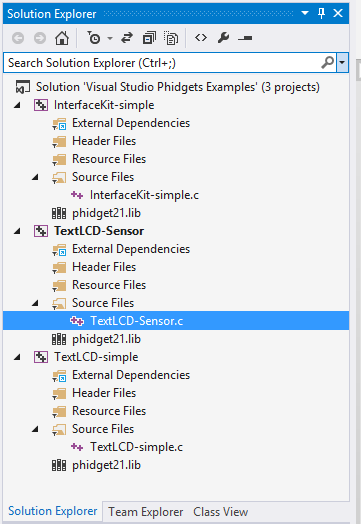 Solution Explorer
Search Solution Explorer (Ctrl+;)
Solution 'Visual Studio Phidgets Examples' (3 projects)
InterfaceKit-simple
External Dependencies
Header Files
Resource Files
Source Files
InterfaceKit-simple.c
phidget21.lib
TextLCD-Sensor
External Dependencies
Header Files
Resource Files
Source Files
TextLCD-Sensor.c
phidget21.lib
TextLCD-simple
External Dependencies
Header Files
Resource Files
Source Files
TextLCD-simple.c
phidget21.lib
Solution Explorer Team Explorer Class View